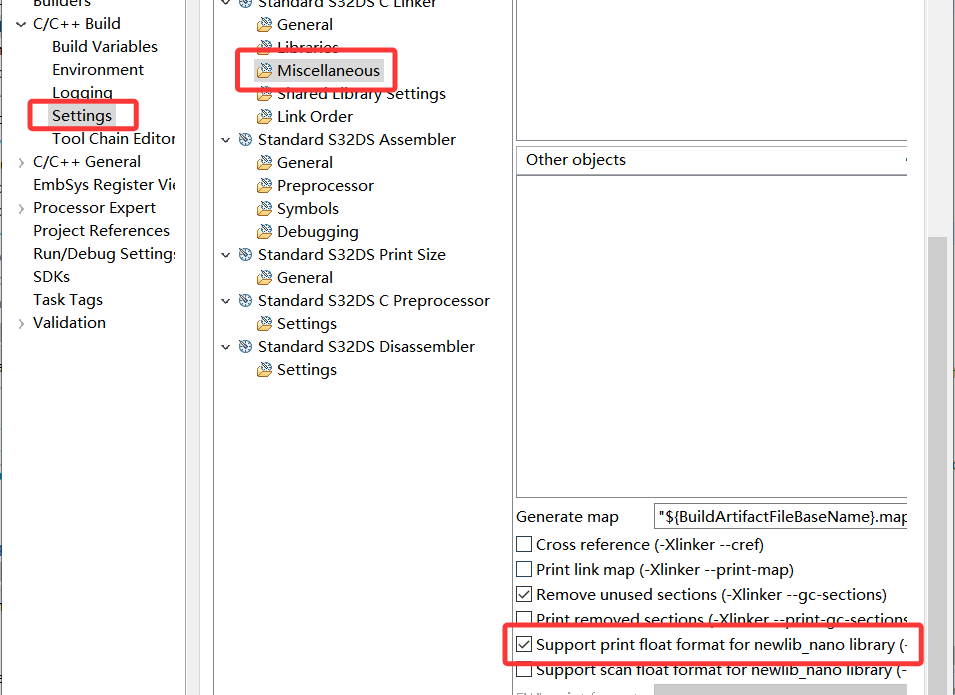 Builders
C/C++ Build
Build Variables
Environment
Logging
Settings
Tool Chain Editor
C/C++ General
EmbSys Register Vie
Processor Expert
Project References
Run/Debug Settings
SDKs
Task Tags
Validation
Standard S32DS C Linker
General
Libraries
Miscellaneous
Shared Library Settings
Link Order
Standard S32DS Assembler
General
Preprocessor
Symbols
Debugging
Standard S32DS Print Size
General
Standard S32DS C Preprocessor
Settings
Standard S32DS Disassembler
Settings
Other objects
Generate map "${BuildArtifactFileBaseName}.map
Cross reference (-Xlinker --cref)
Print link map (-Xlinker --print-map)
Remove unused sections (-Xlinker --gc-sections)
Print removed sections (-Xlinker --print-gc-sections
Support print float format for newlib_nano library (-
Support scan float format for newlib_nano library (-